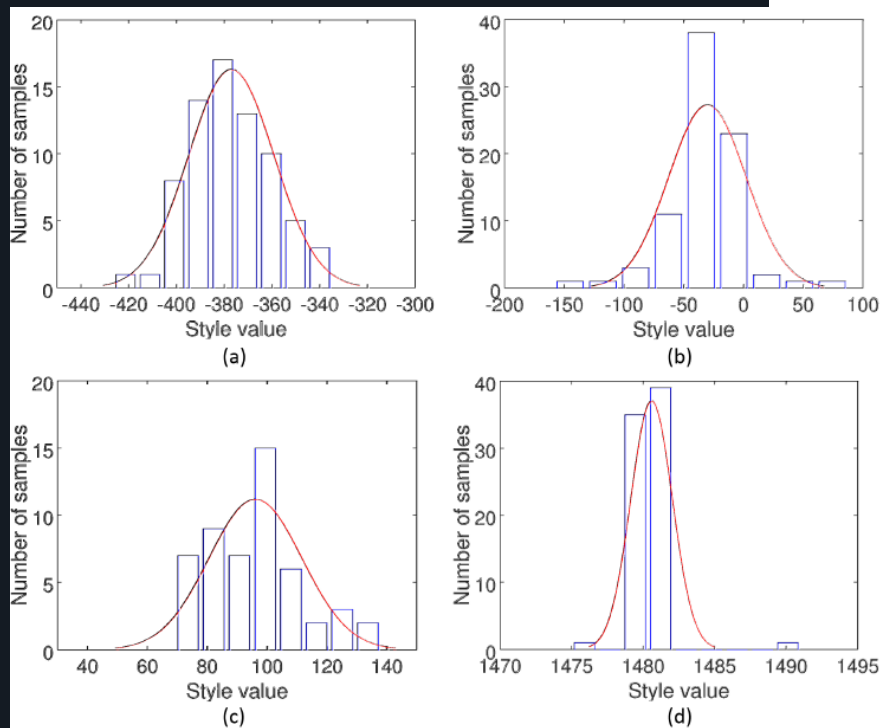 20
15
10
5
0
Number of samples
-440 -420 -400 -380 -360 -340 -320 -300
Style value
(a)
40
30
20
10
0
Number of samples
-200 -150 -100 -50 0 50 100
Style value
(b)
20
15
10
5
0
Number of samples
40 60 80 100 120 140
Style value
(c)
40
30
20
10
0
Number of samples
1470 1475 1480 1485 1490 1495
Style value
(d)